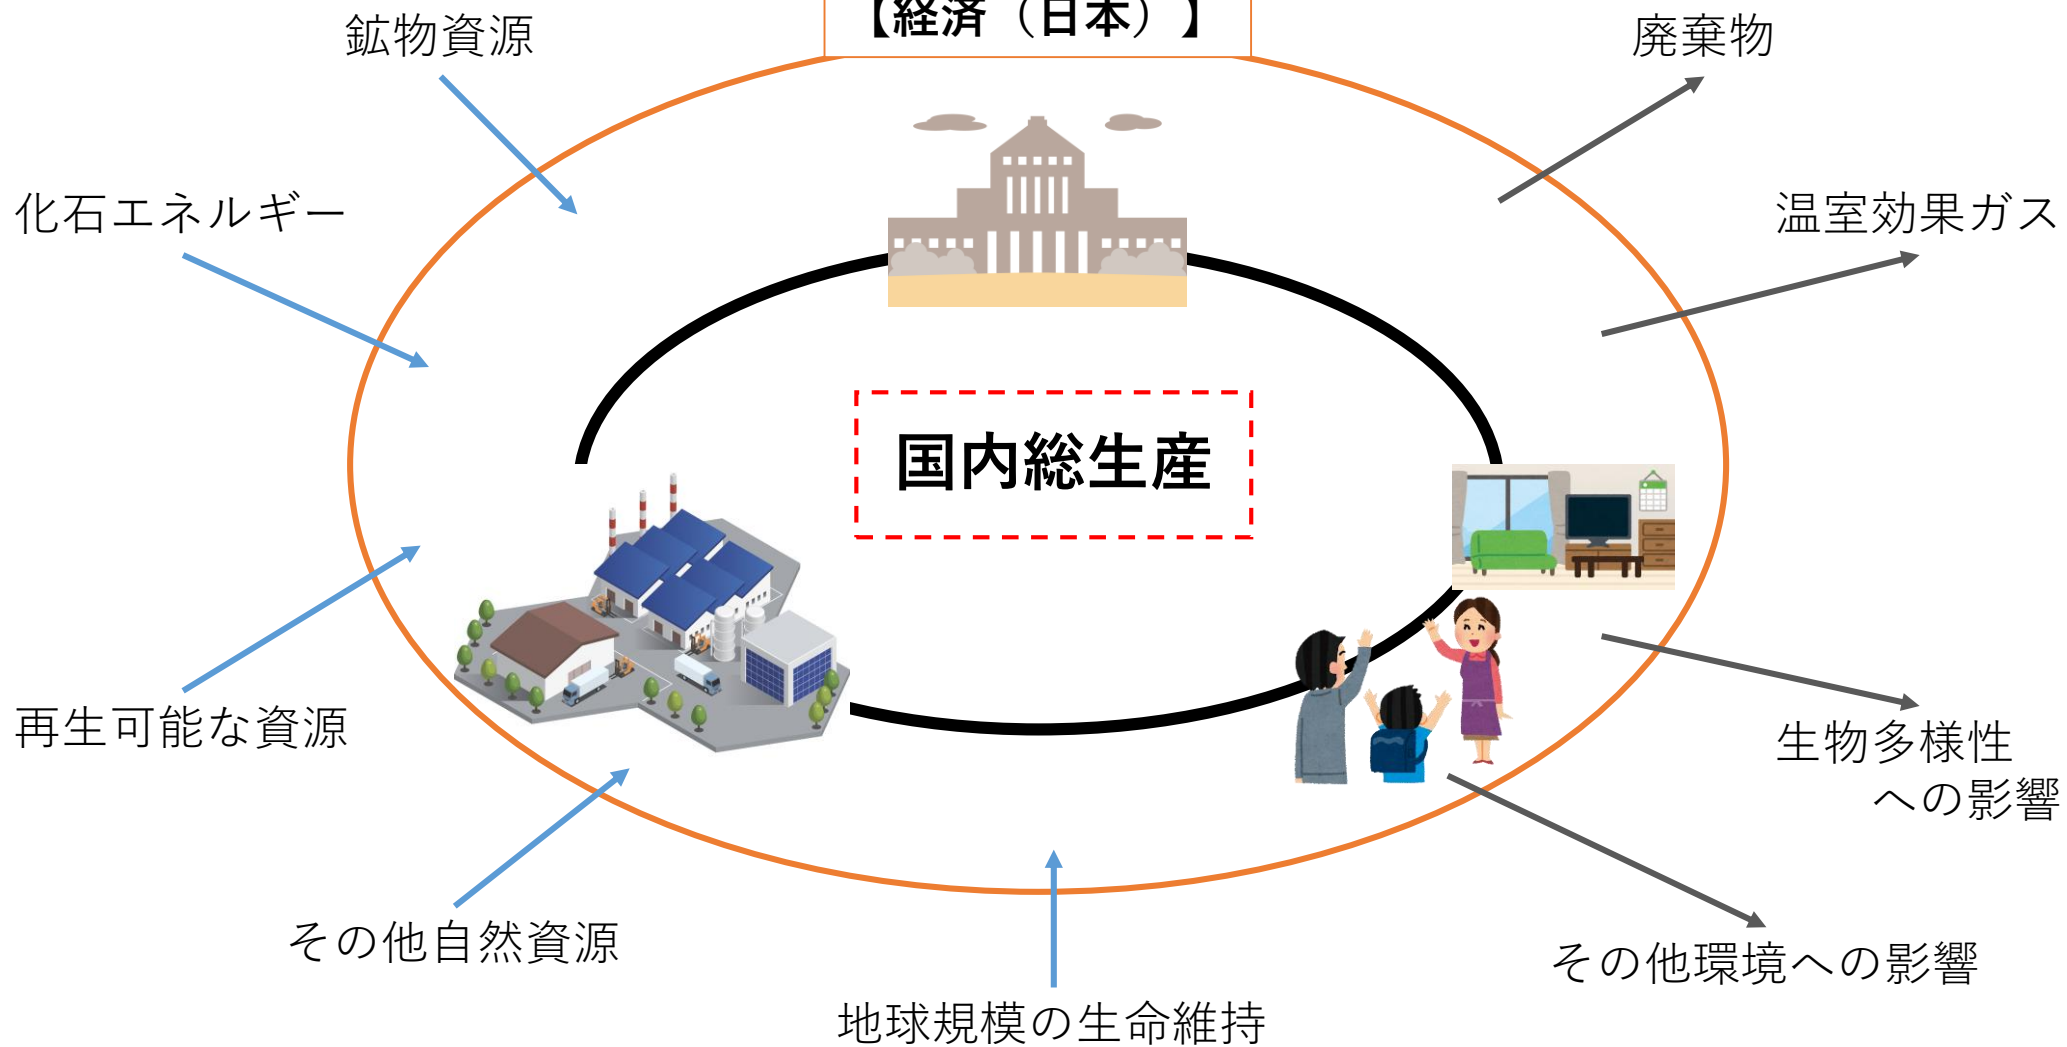 【経済（日本）】
鉱物資源
廃棄物
化石エネルギー
温室効果ガス
国内総生産
再生可能な資源
生物多様性
への影響
その他自然資源
その他環境への影響
地球規模の生命維持